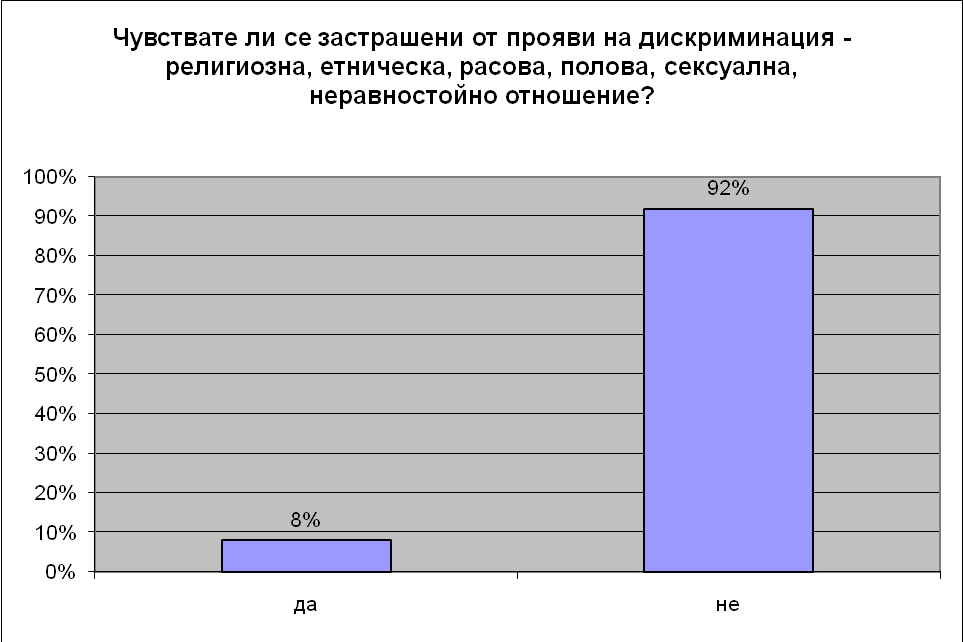 Чувствате ли се застрашени от прояви на дискриминация -
религиозна, етническа, расова, полова, сексуална,
неравностойно отношение?
100%
90%
80%
70%
60%
50%
40%
30%
20%
10%
0%
8%
92%
да
не